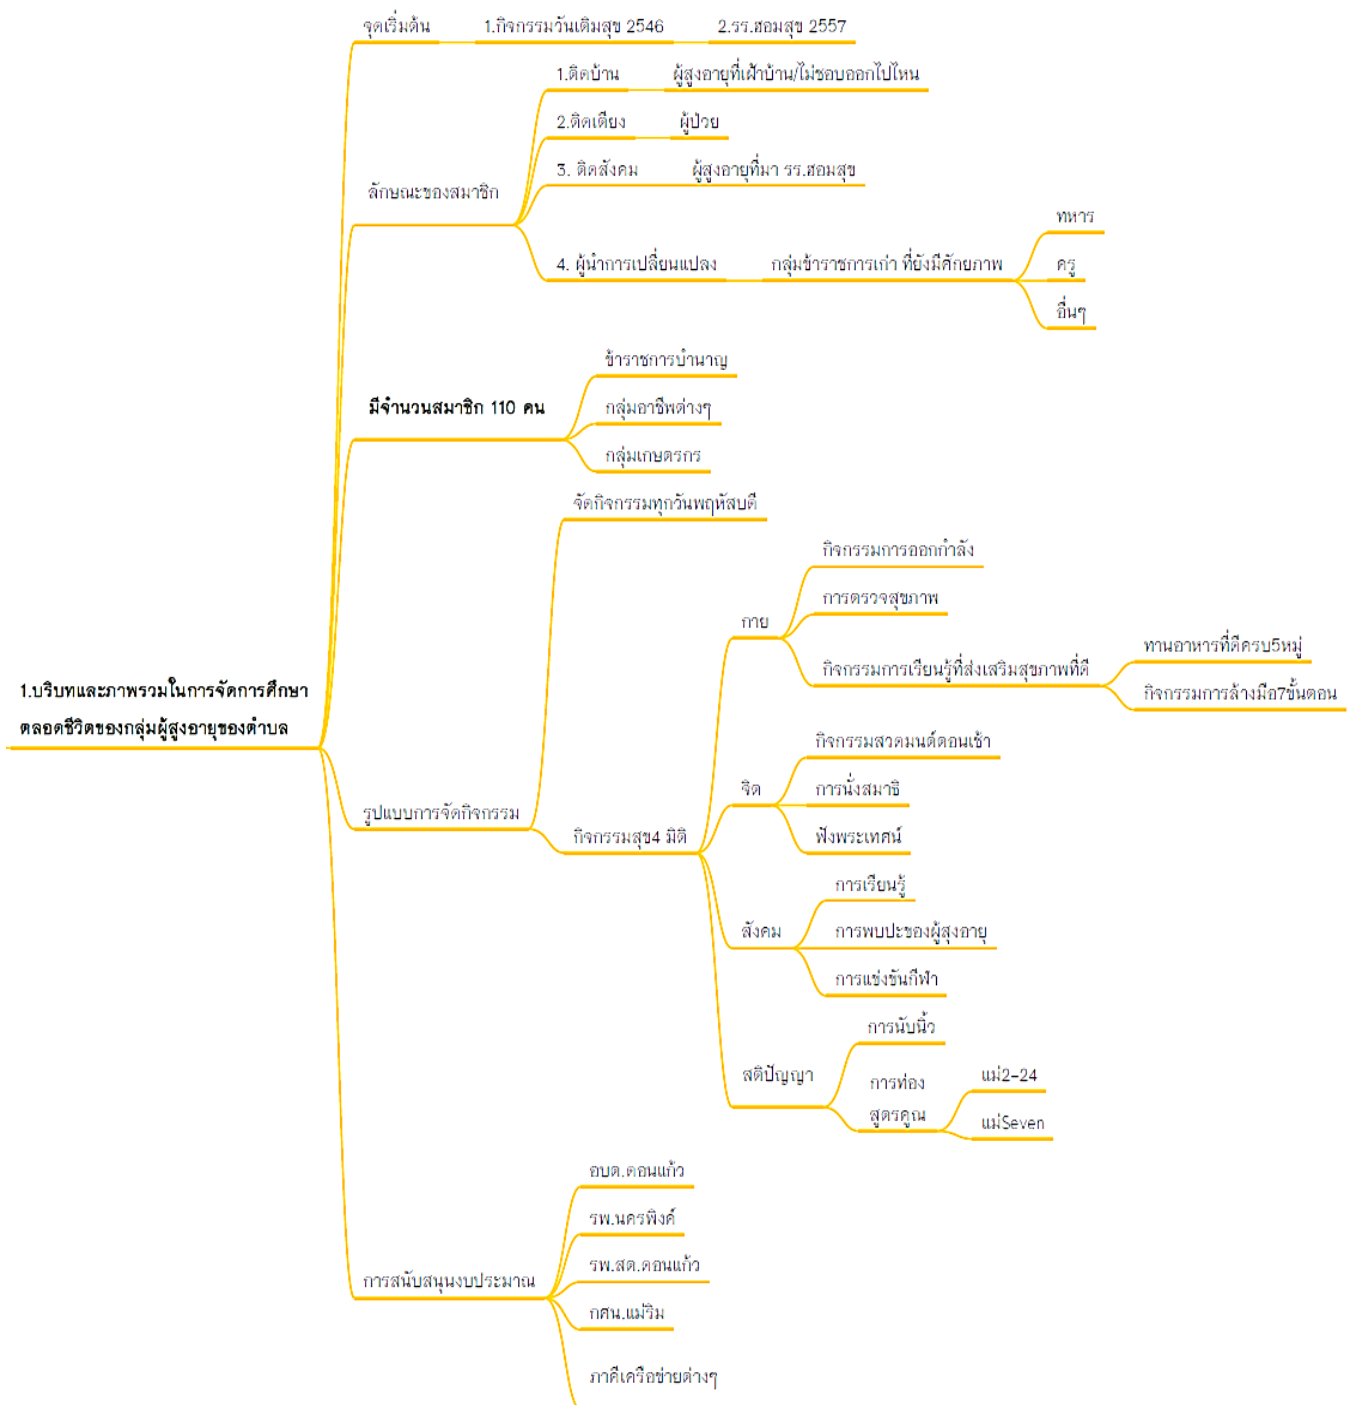 จุดเริ่มต้น
1.กิจกรรมวันเติมสุข 2546
2.รร.ฮอมสุข 2557
ลักษณะของสมาชิก
1.ติดบ้าน
ผู้สูงอายุที่เฝ้าบ้าน/ไม่ชอบออกไปไหน
2.ติดเตียง
ผู้ป่วย
3. ติดสังคม
ผู้สูงอายุที่มา รร.ฮอมสุข
4. ผู้นำการเปลี่ยนแปลง
กลุ่มข้าราชการเก่า ที่ยังมีศักยภาพ
ทหาร
ครู
อื่นๆ
มีจำนวนสมาชิก 110 คน
ข้าราชการบำนาญ
กลุ่มอาชีพต่างๆ
กลุ่มเกษตรกร
1.บริบทและภาพรวมในการจัดการศึกษา
ตลอดชีวิตของกลุ่มผู้สูงอายุของตำบล
รูปแบบการจัดกิจกรรม
จัดกิจกรรมทุกวันพฤหัสบดี
กิจกรรมสุข4 มิติ
กาย
กิจกรรมการออกกำลัง
การตรวจสุขภาพ
กิจกรรมการเรียนรู้ที่ส่งเสริมสุขภาพที่ดี
ทานอาหารที่ดีครบ5หมู่
กิจกรรมการล้างมือ7ขั้นตอน
จิต
กิจกรรมสวดมนต์ตอนเช้า
การนั่งสมาธิ
ฟังพระเทศน์
สังคม
การเรียนรู้
การพบปะของผู้สุงอายุ
การแข่งขันกีฬา
สติปัญญา
การนับนิ้ว
การท่อง
สูตรคูณ
แม่2-24
แม่Seven
การสนับสนุนงบประมาณ
อบต.ดอนแก้ว
รพ.นครพิงค์
รพ.สต.ดอนแก้ว
กศน.แม่ริม
ภาคีเครือข่ายต่างๆ